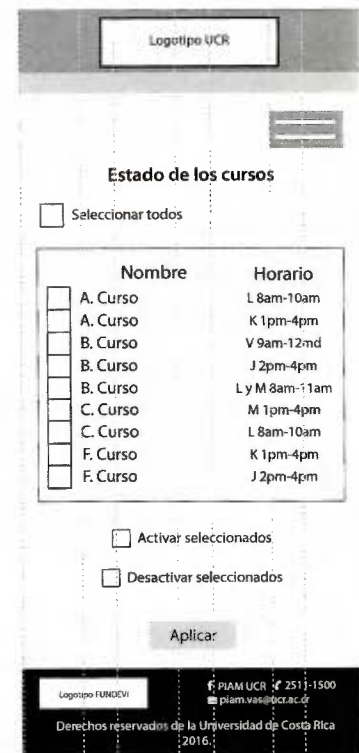 Logotipo UCR
Estado de los cursos
Seleccionar todos
Nombre Horario
A. Curso L 8am-10am
A. Curso K 1pm-4pm
B. Curso V 9am-12md
B. Curso J 2pm-4pm
B. Curso L y M 8am-11am
C. Curso M 1pm-4pm
C. Curso L 8am-10am
F. Curso K 1pm-4pm
F. Curso J 2pm-4pm
Activar seleccionados
Desactivar seleccionados
Aplicar
Logotipo FUNDEVI
PIAM UCR 2511-1500
piam.vas@ucr.ac.cr
Derechos reservados de la Universidad de Costa Rica
2016.